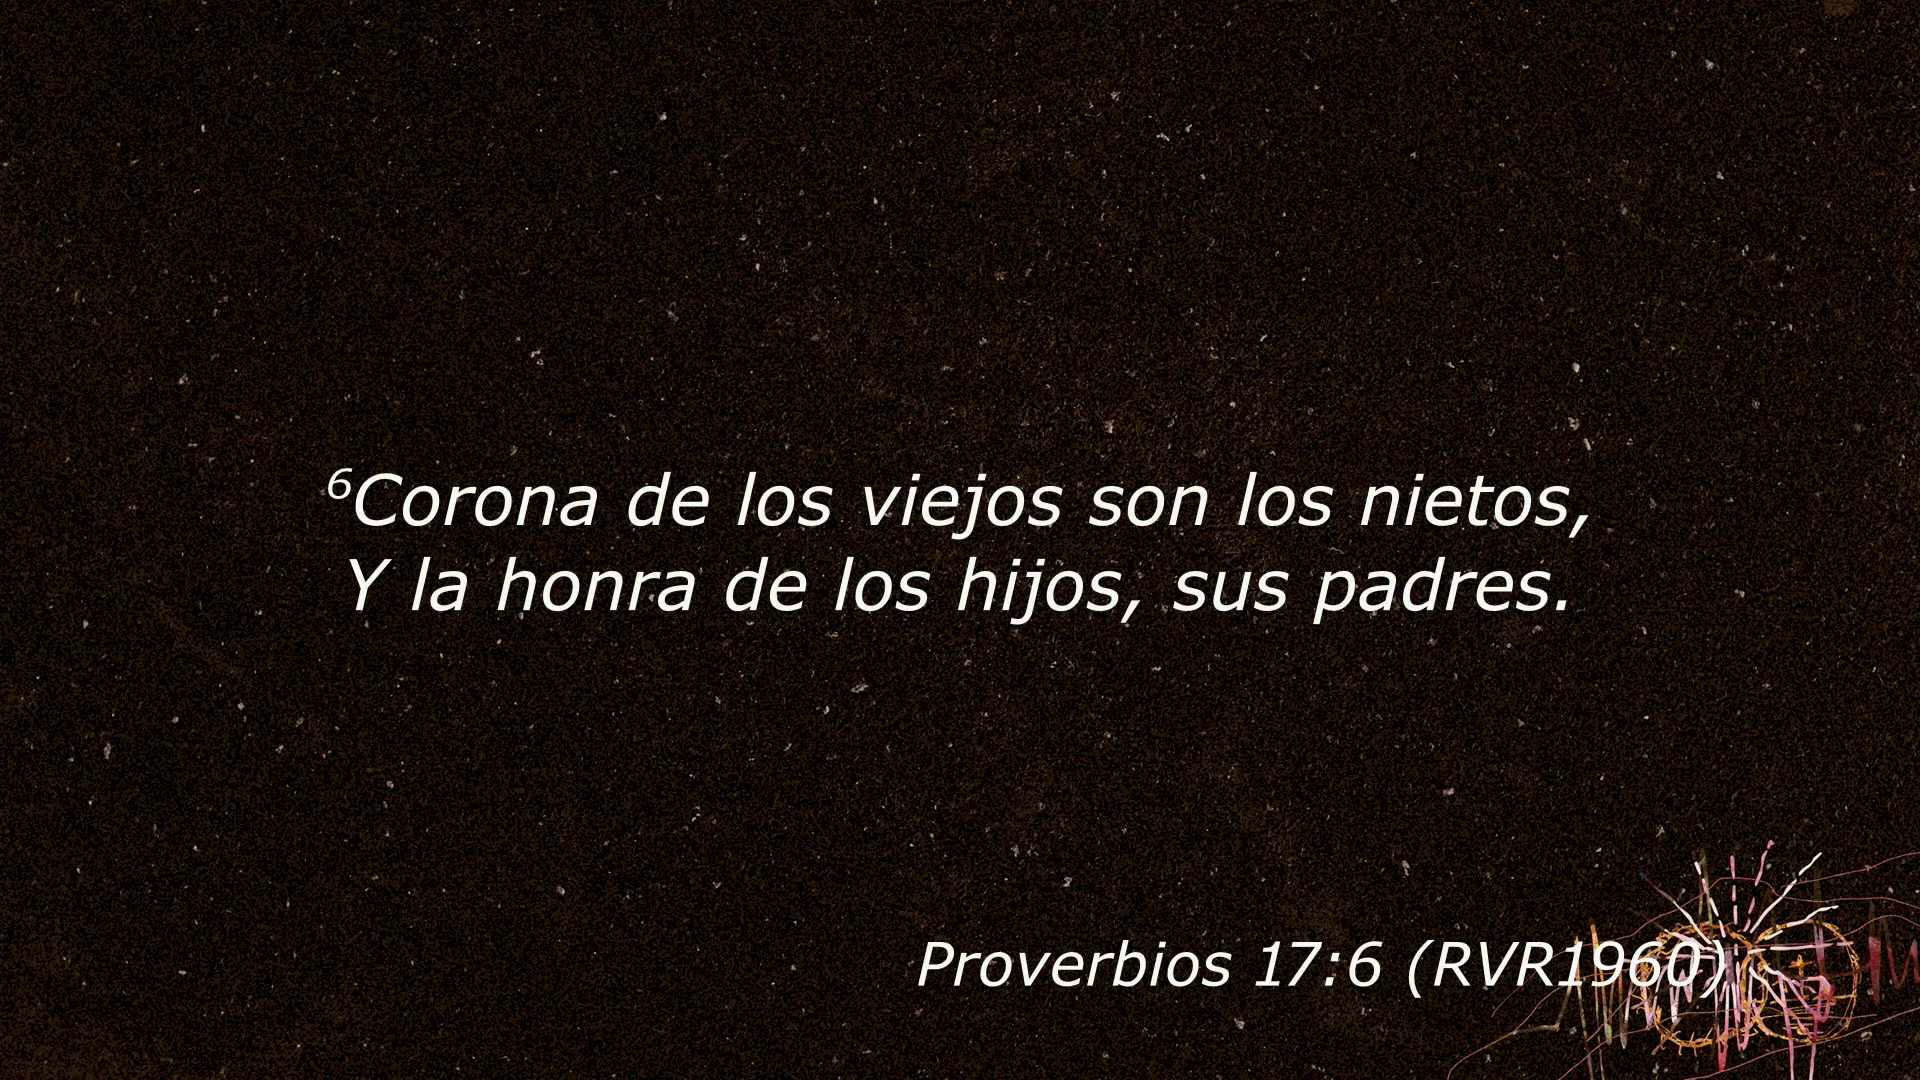 ⁶Corona de los viejos son los nietos,
Y la honra de los hijos, sus padres.
Proverbios 17:6 (RVR1960)